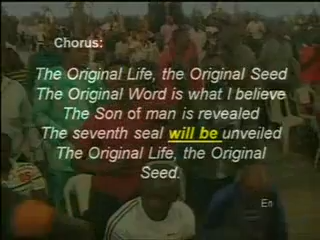 Chorus:
The Original Life, the Original Seed
The Original Word is what I believe
The Son of man is revealed
The seventh seal will be unveiled
The Original Life, the Original
Seed.
En